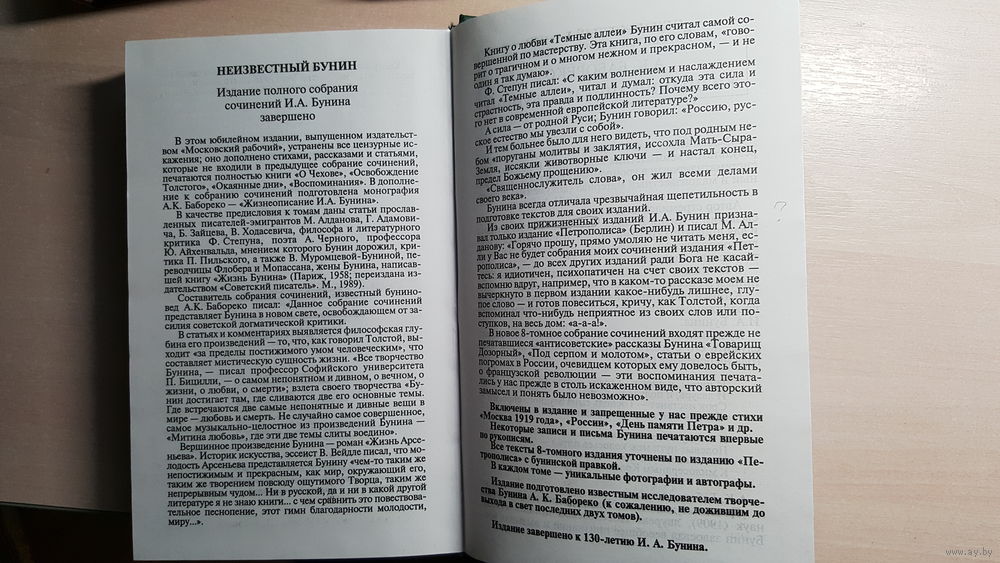 НЕИЗВЕСТНЫЙ БУНИН
Издание полного собрания
сочинений И.А. Бунина
завершено
В этом юбилейном издании, выпущенном издательст-
вом «Московский рабочий», устранены все цензурные ис-
кажения; оно дополнено стихами, рассказами и статьями,
которые не входили в предыдущее собрание сочинений,
печатаются полностью книги «О Чехове», «Освобождение
Толстого», «Окаянные дни», «Воспоминания». В дополне-
ние к собранию сочинений подготовлена монография
А.К. Бабореко — «Жизнеописание И.А. Бунина».
В качестве предисловия к томам даны статьи прослав-
ленных писателей-эмигрантов М. Алданова, Г. Адамови-
ча, Б. Зайцева, В. Ходасевича, философа и литературного
критика Ф. Степуна, поэта А. Черного, профессора
Ю. Айхенвальда, мнением которого Бунин дорожил, кри-
тика П. Пильского, а также В. Муромцевой-Буниной, пе-
реводчицы Флобера и Мопассана, жены Бунина, написав-
шей книгу «Жизнь Бунина» (Париж, 1958; переиздана из-
дательством «Советский писатель». М., 1989).
Составитель собрания сочинений, известный бунино-
вед А.К. Бабореко писал: «Данное собрание сочинений
представляет Бунина в новом свете, освобожденном от за-
силия советской догматической критики.
В статьях и комментариях выявляется философская глу-
бина его произведений — то, что, как говорил Толстой, вы-
ходит «за пределы постижимого умом человеческим», что
составляет мистическую сущность жизни. «Все творчество
Бунина, — писал профессор Софийского университета
П. Бицилли, — о самом непонятном и дивном, о вечном, о
жизни, о любви, о смерти»; взлета своего творчества «Бу-
нин достигает там, где сливаются две его основные темы.
Где встречаются две самые непонятные и дивные вещи в
мире — любовь и смерть. Не случайно самое совершенное,
самое музыкально-целостное из произведений Бунина —
«Митина любовь», где эти две темы слиты воедино».
Вершинное произведение Бунина — роман «Жизнь Арсе-
ньева». Историк искусства, эссеист В. Вейдле писал, что мо-
лодость Арсеньева представляется Бунину «чем-то таким же
непостижимым и прекрасным, как мир, окружающий его,
таким же творением повсюду ощутимого Творца, таким же
непрерывным чудом... Ни в русской, да и ни в какой другой
литературе я не знаю книги.. с чем сравнить это повествова-
тельное песнопение, этот гимн благодарности молодости,
миру...».
Книгу о любви «Темные аллеи» Бунин считал самой со-
вершенной по мастерству. Эта книга, по его словам, «гово-
рит о трагичном и о многом нежном и прекрасном, — и не
один я так думаю».
Ф. Степун писал: «С каким волнением и наслаждением
читал «Темные аллеи», читал и думал: откуда эта сила и
страстность, эта правда и подлинность? Почему всего это-
го нет в современной европейской литературе?»
А сила — от родной Руси; Бунин говорил: «Россию, рус-
ское естество мы увезли с собой».
И тем больнее было для него видеть, что под родным не-
бом «поруганы молитвы и заклятия, иссохла Мать-Сыра-
Земля, иссякли животворные ключи — и настал конец,
предел Божьему прощению».
«Священнослужитель слова», он жил всеми делами
своего века».
Бунина всегда отличала чрезвычайная щепетильность в
подготовке текстов для своих изданий.
Из своих прижизненных изданий И.А. Бунин призна-
вал только издание «Петрополиса» (Берлин) и писал М. Ал-
данову: «Горячо прошу, прямо умоляю не читать меня, ес-
ли у Вас не будет собрания моих сочинений издания «Пет-
рополиса», — до всех других изданий ради Бога не касай-
тесь: я идиотичен, психопатичен на счет своих текстов —
вспомню вдруг, например, что в каком-то рассказе моем не
вычеркнуто в первом издании какое-нибудь лишнее, глу-
пое слово — и готов повеситься, кричу, как Толстой, когда
вспоминал что-нибудь неприятное из своих слов или по-
ступков, на весь дом: «а-а-а!».
В новое 8-томное собрание сочинений входят прежде не
печатавшиеся «антисоветские» рассказы Бунина «Товарищ
Дозорный», «Под серпом и молотом», статьи о еврейских
погромах в России, очевидцем которых ему довелось быть,
о французской революции — эти воспоминания печата-
лись у нас прежде в столь искаженном виде, что авторский
замысел и понять было невозможно».
Включены в издание и запрещенные у нас прежде стихи
«Москва 1919 года», «России», «День памяти Петра» и др.
Некоторые записи и письма Бунина печатаются впервые
по рукописям.
Все тексты 8-томного издания уточнены по изданию «Пе-
трополиса» с бунинской правкой.
В каждом томе — уникальные фотографии и автографы.
Издание подготовлено известным исследователем творче-
ства Бунина А. К. Бабореко (к сожалению, не дожившим до
выхода в свет последних двух томов).
Издание завершено к 130-летию И. А. Бунина.
www.ay.by